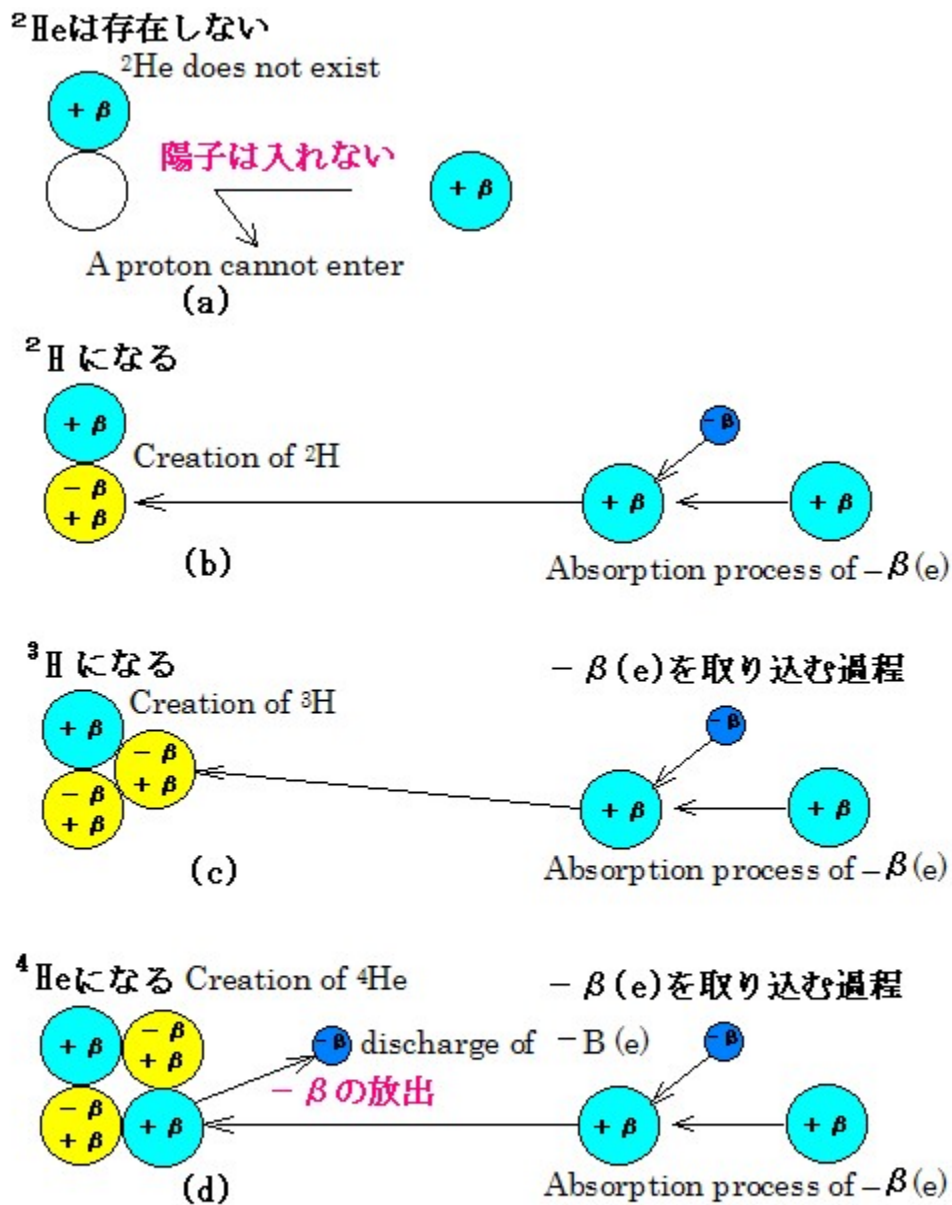 ²Heは存在しない
²He does not exist
+ β
陽子は入れない
+ β
A proton cannot enter
(a)
²H になる
+ β
- β
Creation of ²H
- β
+ β
+ β
+ β
(b)
Absorption process of – β (e)
³H になる
- β (e)を取り込む過程
Creation of ³H
+ β
- β
- β
+ β
- β
+ β
+ β
+ β
(c)
Absorption process of – β (e)
⁴Heになる Creation of ⁴He
- β (e)を取り込む過程
+ β
- β
+ β
- β
discharge of - B (e)
- β
- β の放出
- β
+ β
+ β
+ β
+ β
(d)
Absorption process of – β (e)